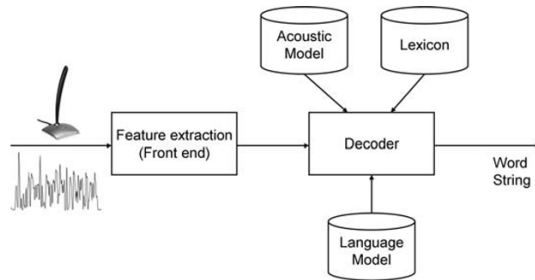 Acoustic
Model
Lexicon
Feature extraction
(Front end)
Decoder
Word
String
Language
Model